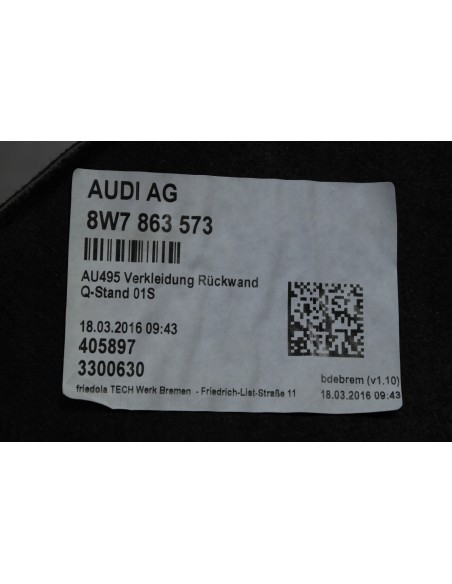 AUDI AG
8W7 863 573
AU495 Verkleidung Rückwand
Q-Stand 01S
18.03.2016 09:43
405897
3300630
friedola TECH Werk Bremen - Friedrich-List-Straße 11
bdebrem (v1.10)
18.03.2016 09:43